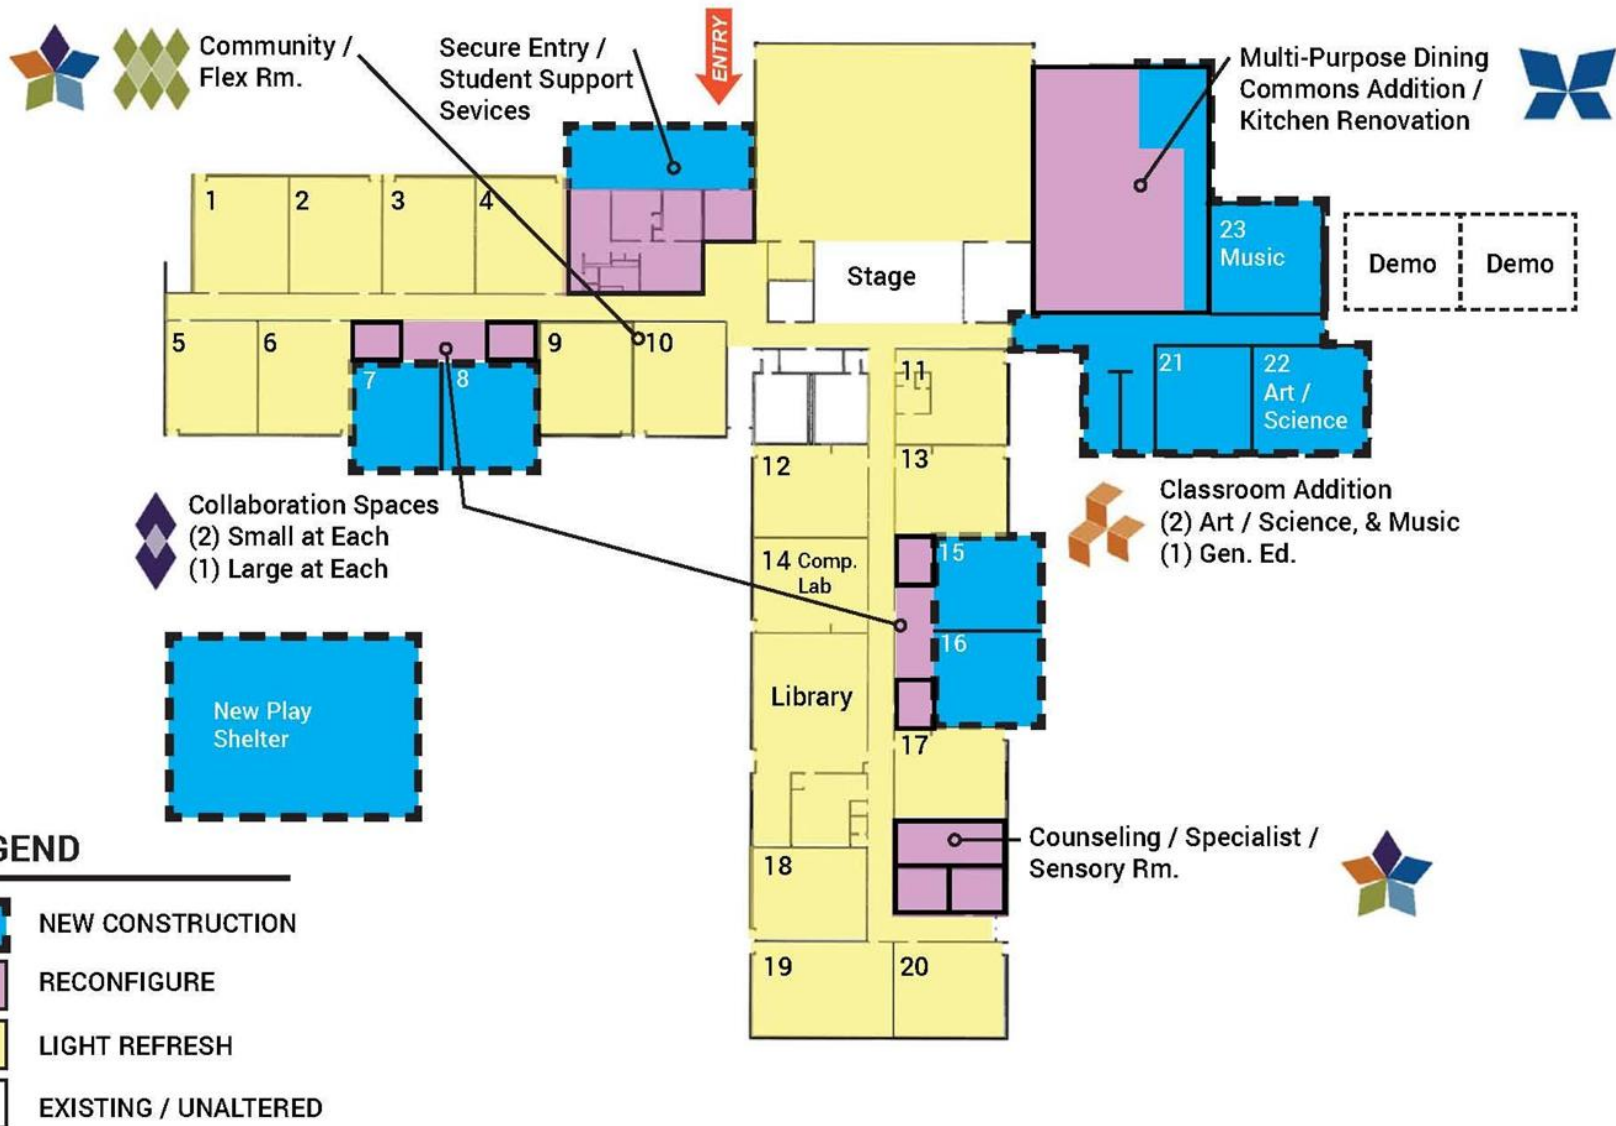 Community /
Flex Rm.
Secure Entry /
Student Support
Sevices
ENTRY
Multi-Purpose Dining
Commons Addition /
Kitchen Renovation
1
2
3
4
23
Music
Demo
Demo
Stage
5
6
7
8
9
10
11
21
22
Art /
Science
12
13
Collaboration Spaces
(2) Small at Each
(1) Large at Each
Classroom Addition
(2) Art / Science, & Music
(1) Gen. Ed.
14 Comp.
Lab
15
16
Library
New Play
Shelter
17
Counseling / Specialist /
Sensory Rm.
18
19
20
GEND
NEW CONSTRUCTION
RECONFIGURE
LIGHT REFRESH
EXISTING / UNALTERED